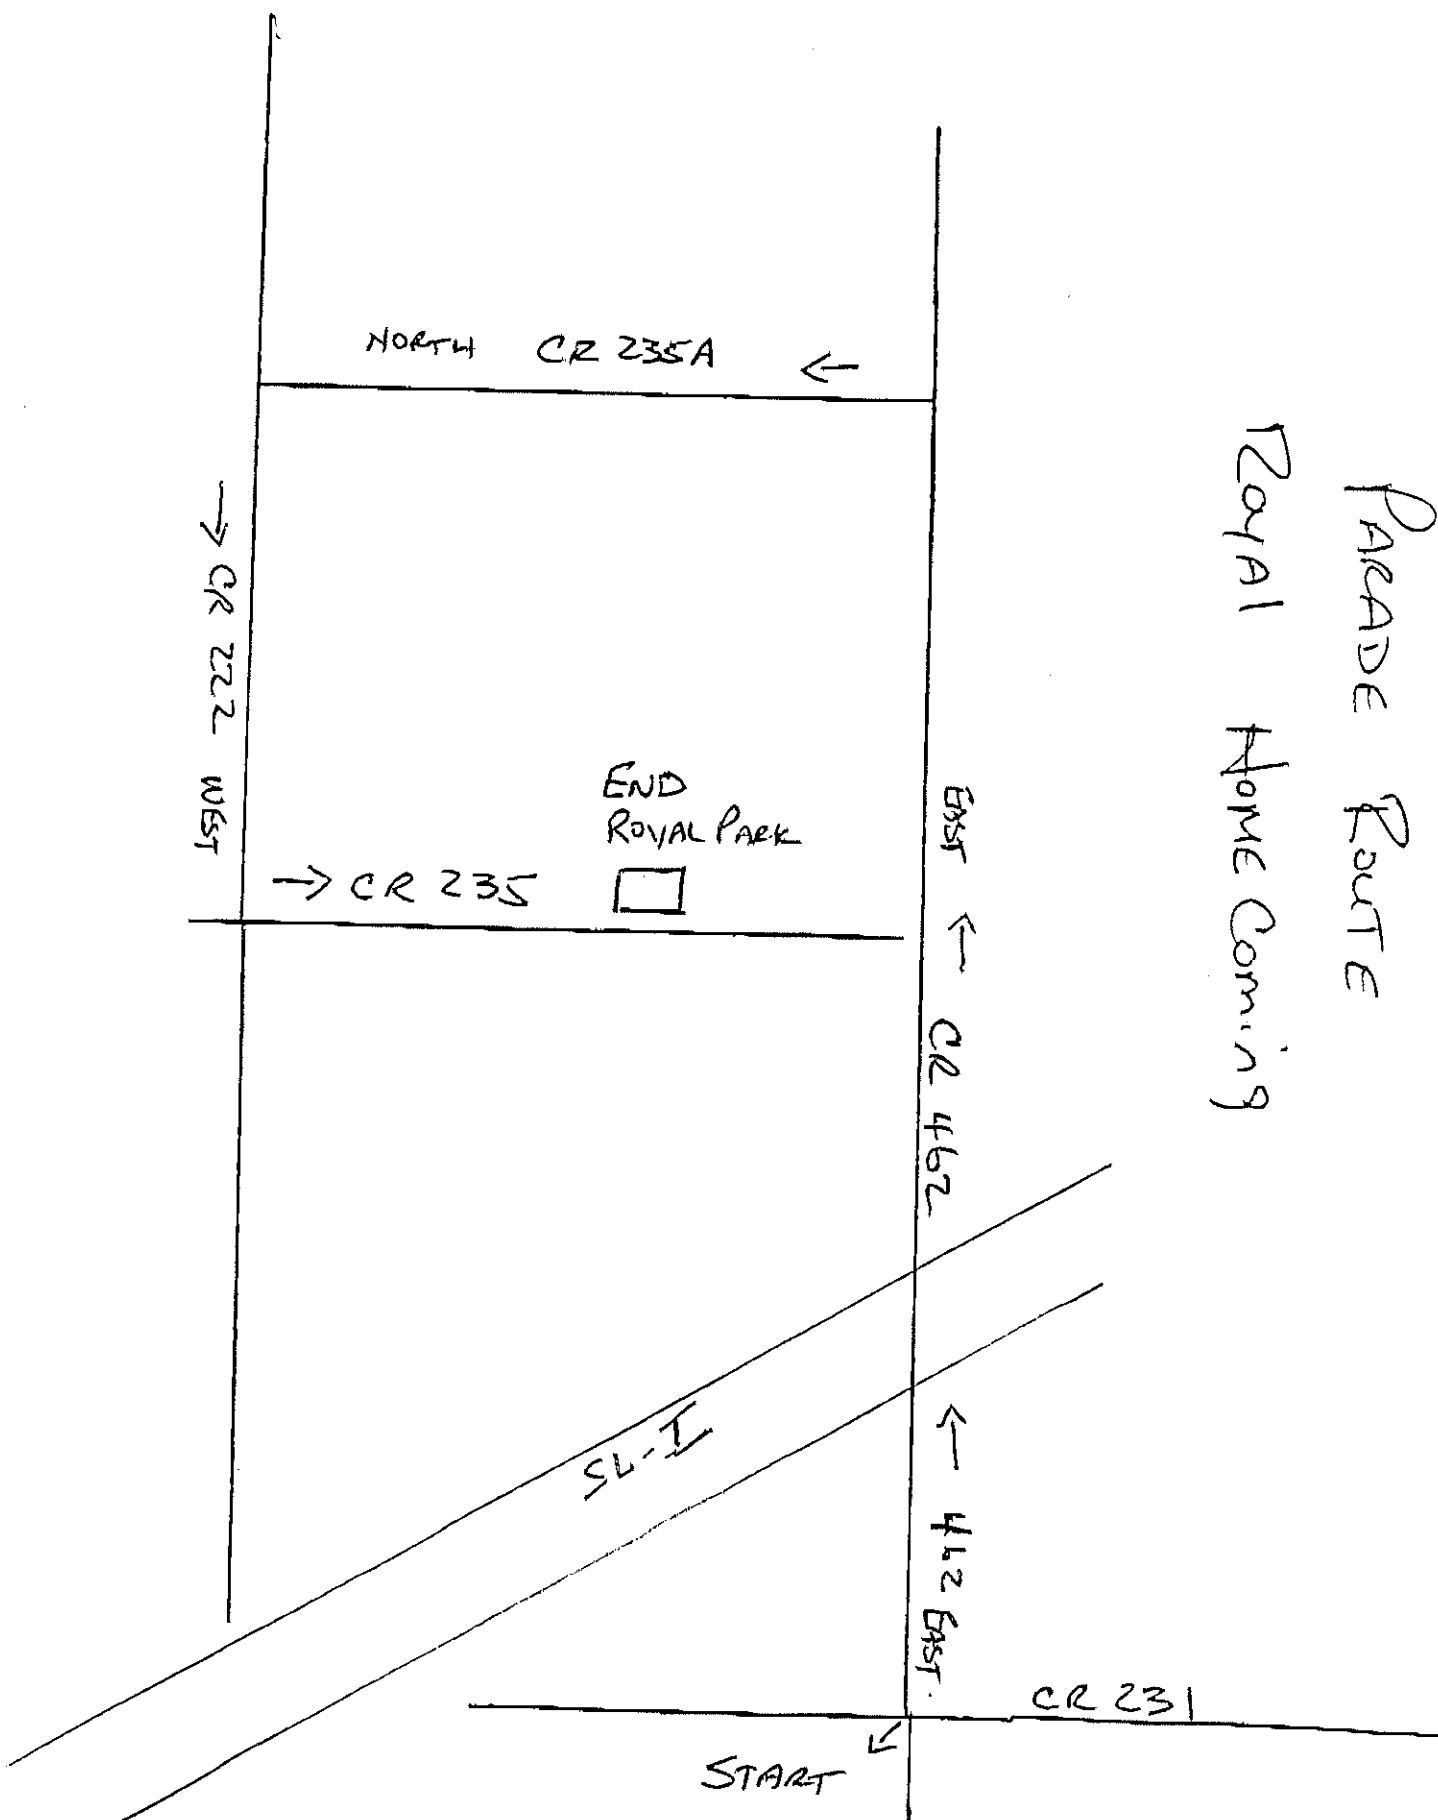 PARADE ROUTE
Royal Home Coming
NORTH CR 235A ←
→ CR 222 WEST
END
ROYAL PARK
→ CR 235
EAST ← CR 462
I-75
← 462 EAST.
CR 231
START